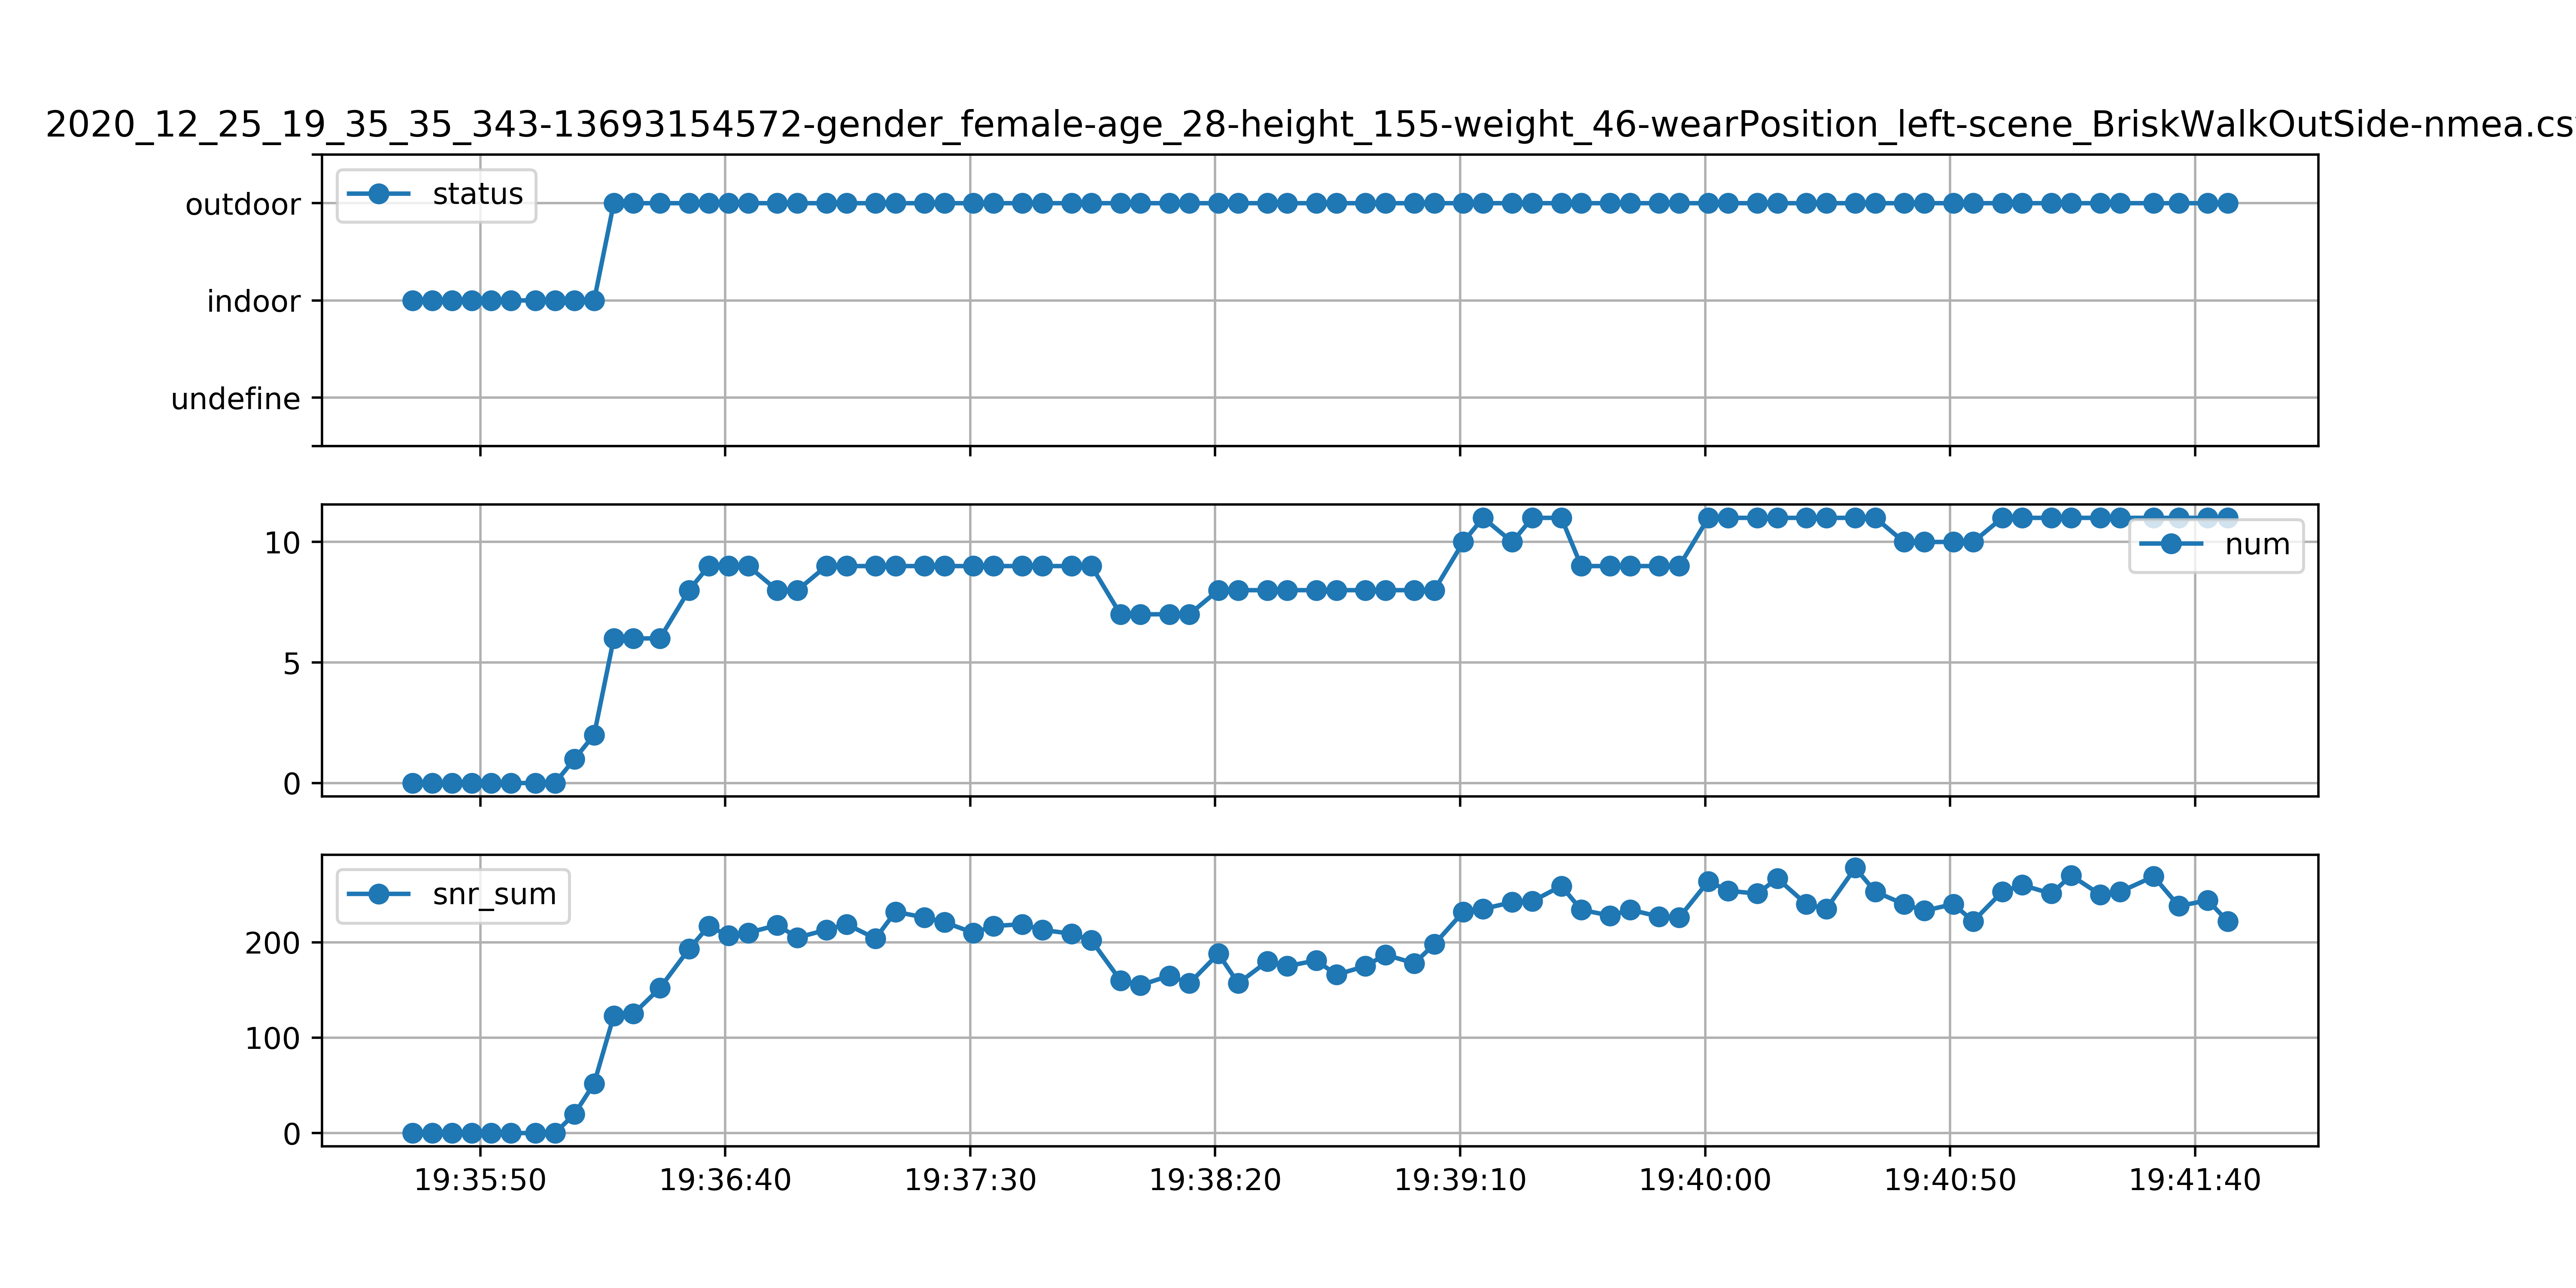 2020_12_25_19_35_35_343-13693154572-gender_female-age_28-height_155-weight_46-wearPosition_left-scene_BriskWalkOutSide-nmea.cs
status
outdoor
indoor
undefine
num
10
5
0
snr_sum
200
100
0
19:35:50 19:36:40 19:37:30 19:38:20 19:39:10 19:40:00 19:40:50 19:41:40